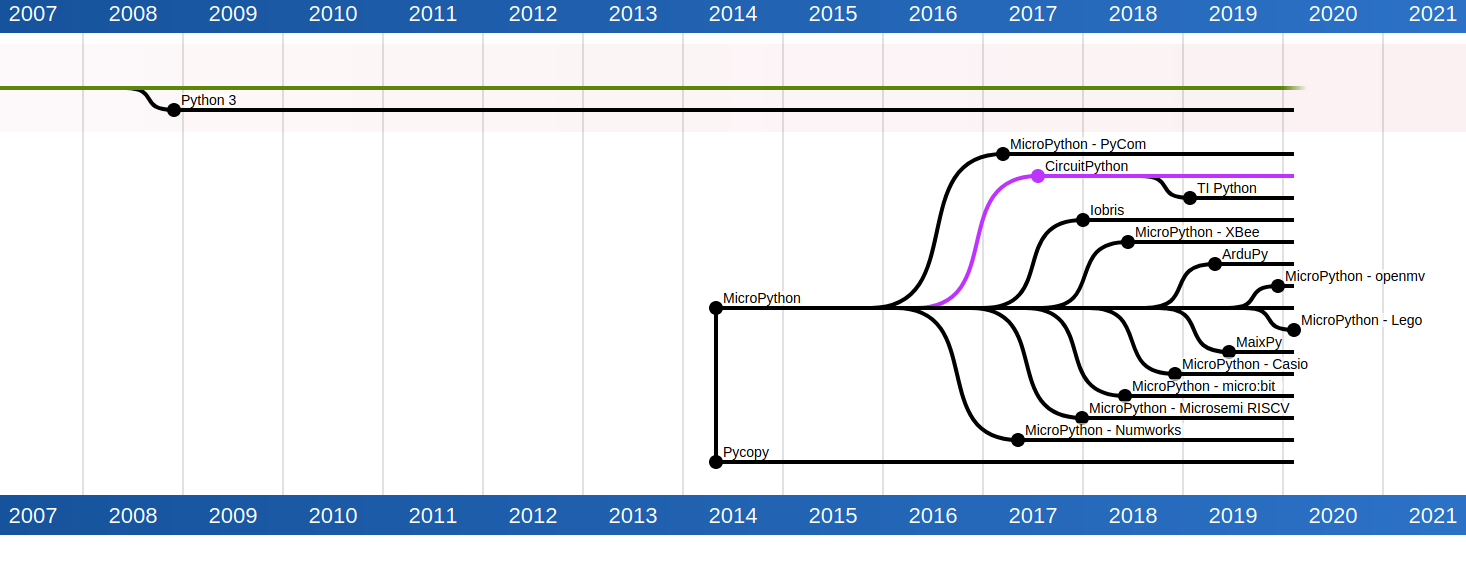 2007 2008 2009 2010 2011 2012 2013 2014 2015 2016 2017 2018 2019 2020 2021
Python 3
MicroPython - PyCom
CircuitPython
TI Python
Iobris
MicroPython - XBee
ArduPy
MicroPython - openmv
MicroPython
MicroPython - Lego
MaixPy
MicroPython - Casio
MicroPython - micro:bit
MicroPython - Microsemi RISCV
MicroPython - Numworks
Pycopy
2007 2008 2009 2010 2011 2012 2013 2014 2015 2016 2017 2018 2019 2020 2021